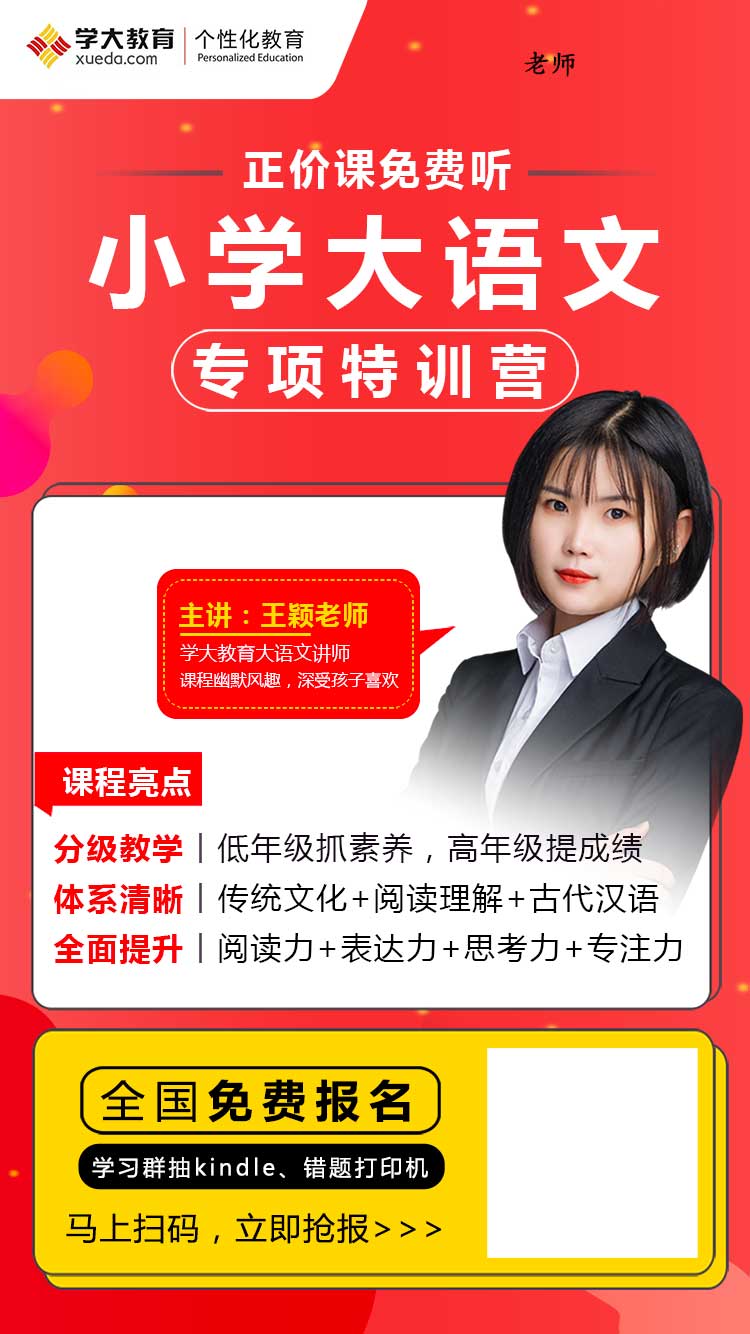 学大教育
xueda.com
个性化教育
Personalized Education
老师
正价课免费听
小学大语文
专项特训营
主讲：王颖老师
学大教育大语文讲师
课程幽默风趣，深受孩子喜欢
课程亮点
分级教学｜低年级抓素养，高年级提成绩
体系清晰｜传统文化+阅读理解+古代汉语
全面提升｜阅读力+表达力+思考力+专注力
全国免费报名
学习群抽kindle、错题打印机
马上扫码，立即抢报>>>